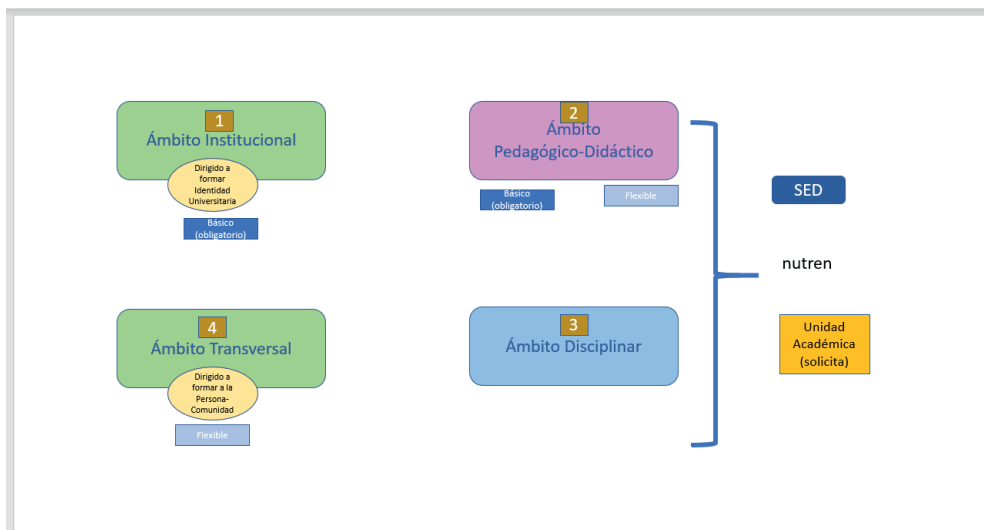 1
Ámbito Institucional
Dirigido a
formar
Identidad
Universitaria
Básico
(obligatorio)
2
Ámbito
Pedagógico-Didáctico
Básico
(obligatorio)
Flexible
SED
nutren
Unidad
Académica
(solicita)
4
Ámbito Transversal
Dirigido a
formar a la
Persona-
Comunidad
Flexible
3
Ámbito Disciplinar